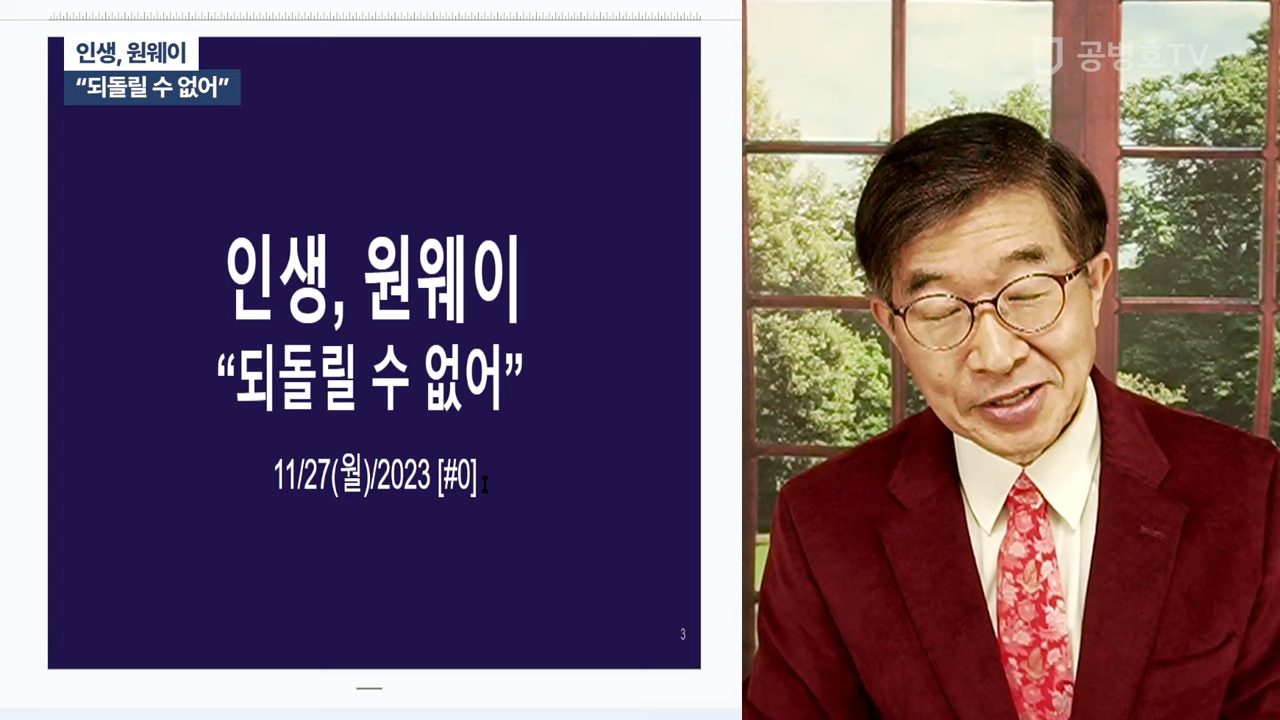 인생, 원웨이
“되돌릴 수 없어”
공병호TV
인생, 원웨이
“되돌릴 수 없어”
11/27(월)/2023 [#0]
3